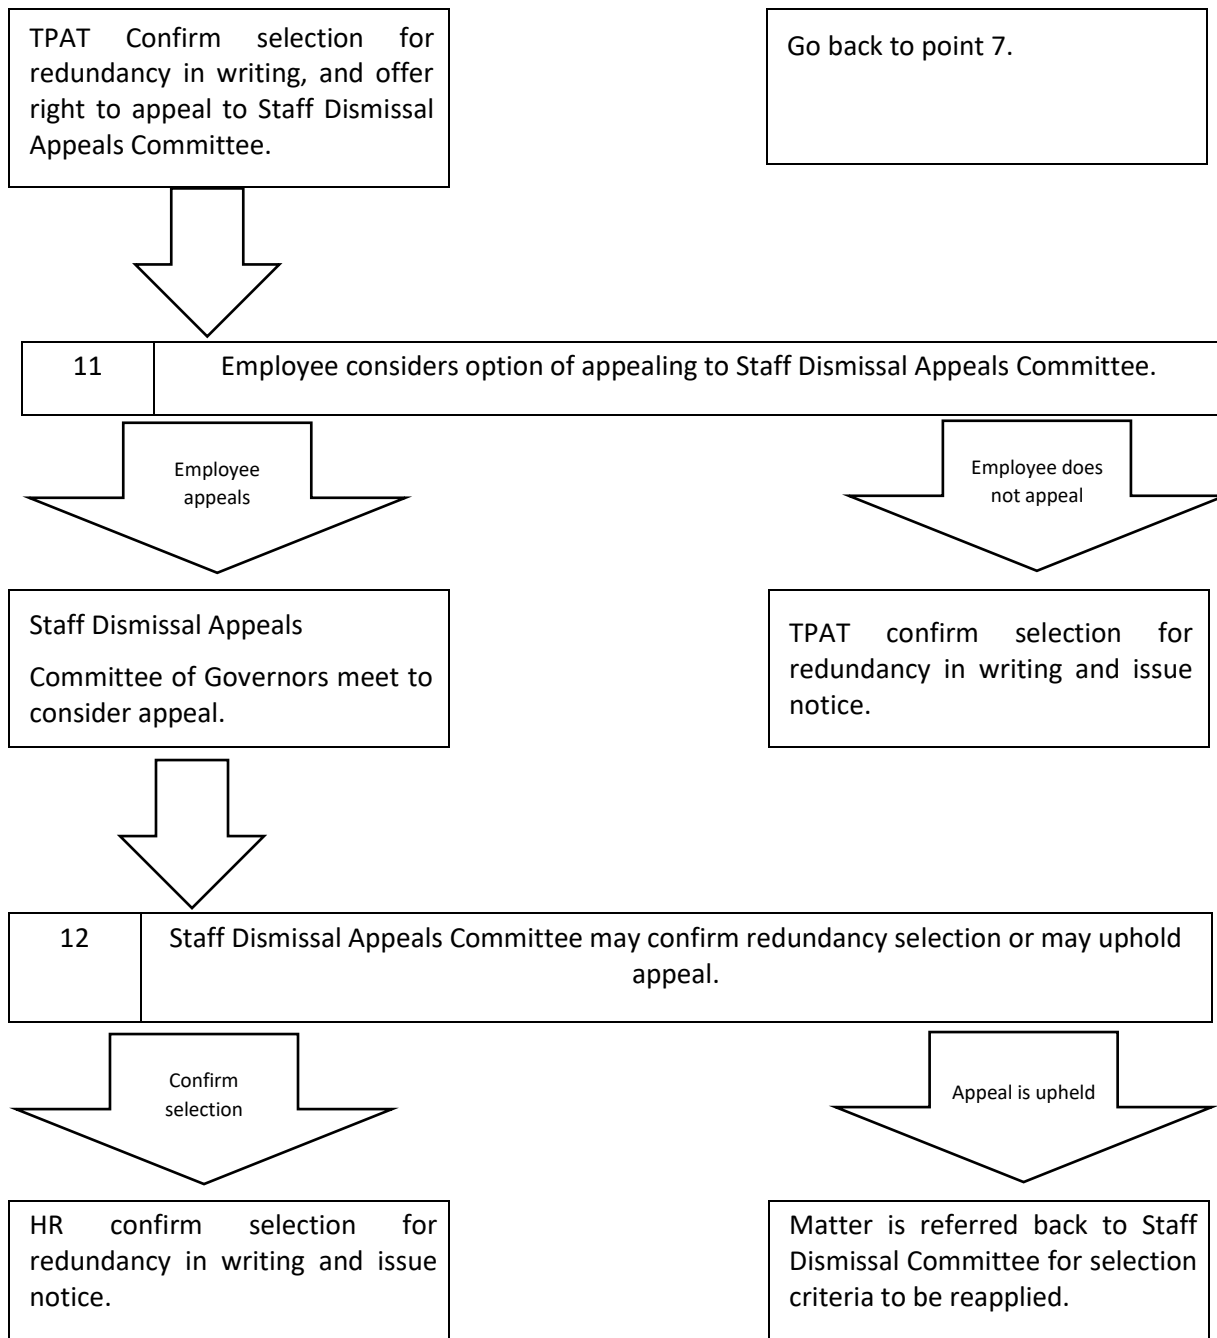 TPAT Confirm selection for
redundancy in writing, and offer
right to appeal to Staff Dismissal
Appeals Committee.
Go back to point 7.
11
Employee considers option of appealing to Staff Dismissal Appeals Committee.
Employee
appeals
Employee does
not appeal
Staff Dismissal Appeals
Committee of Governors meet to
consider appeal.
TPAT confirm selection for
redundancy in writing and issue
notice.
12
Staff Dismissal Appeals Committee may confirm redundancy selection or may uphold
appeal.
Confirm
selection
Appeal is upheld
HR confirm selection for
redundancy in writing and issue
notice.
Matter is referred back to Staff
Dismissal Committee for selection
criteria to be reapplied.